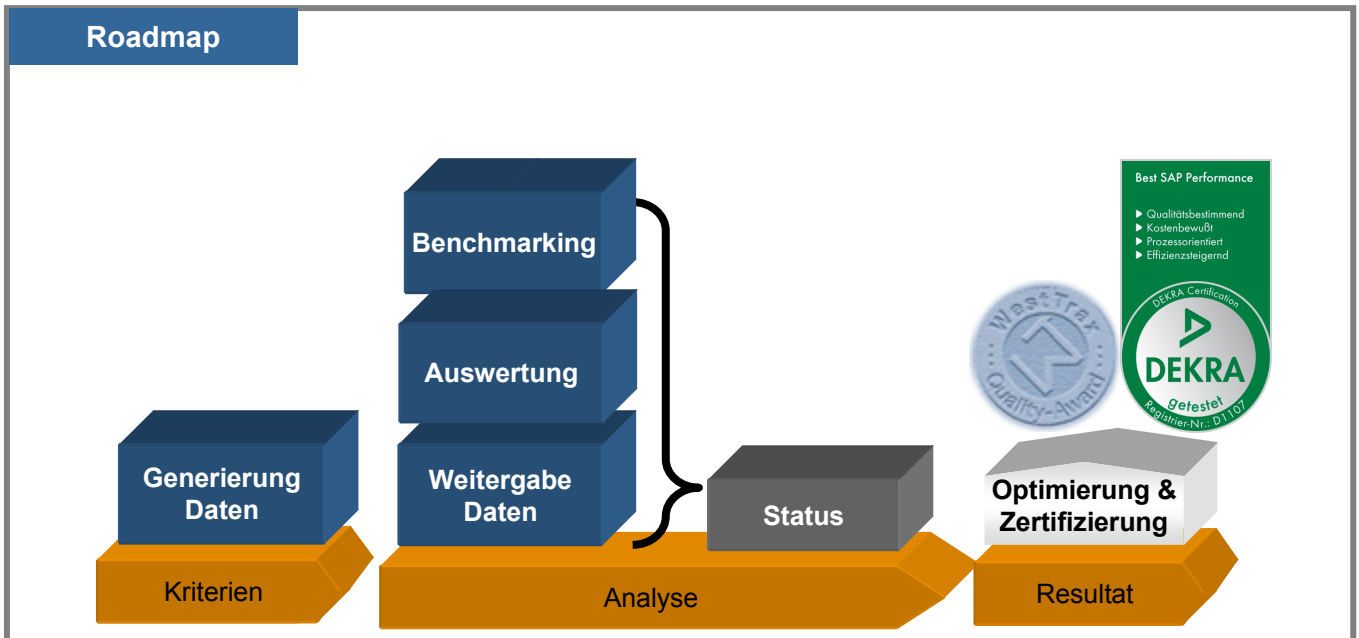 Roadmap
Best SAP Performance
▶ Qualitätsbestimmend
▶ Kostenbewußt
▶ Prozessorientiert
▶ Effizienzsteigernd
Benchmarking
DEKRA Certification
WestTrax
Quality-Award
DEKRA
getestet
Registrier-Nr.: D1107
Auswertung
Generierung
Daten
Weitergabe
Daten
Status
Optimierung &
Zertifizierung
Kriterien
Analyse
Resultat